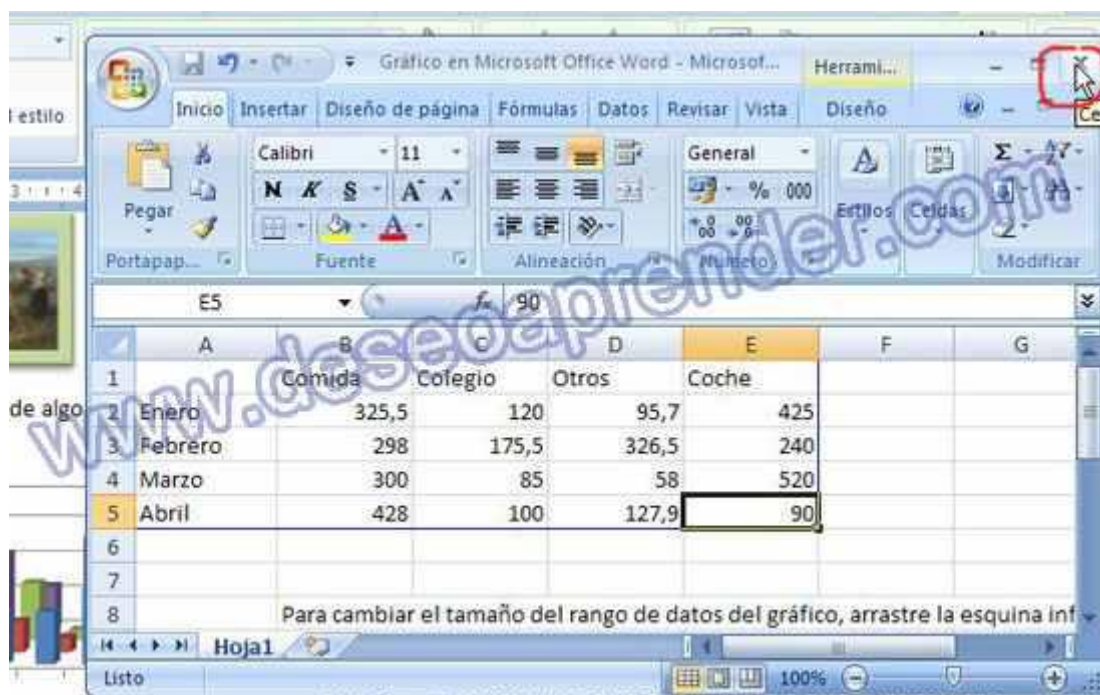 Gráfico en Microsoft Office Word - Microsof... Herrami...
Inicio Insertar Diseño de página Fórmulas Datos Revisar Vista Diseño
l estilo
Ce
Calibri 11 General
N K S A A % 000
Pegar Estilos Celdas
Portapap... Fuente Alineación Número Modificar
E5 fx 90
A B C D E F G
1 Comida Colegio Otros Coche
de algo
2 Enero 325,5 120 95,7 425
3 Febrero 298 175,5 326,5 240
4 Marzo 300 85 58 520
5 Abril 428 100 127,9 90
6
7
8 Para cambiar el tamaño del rango de datos del gráfico, arrastre la esquina inf
Hoja1
Listo 100%
www.deseoaprender.com